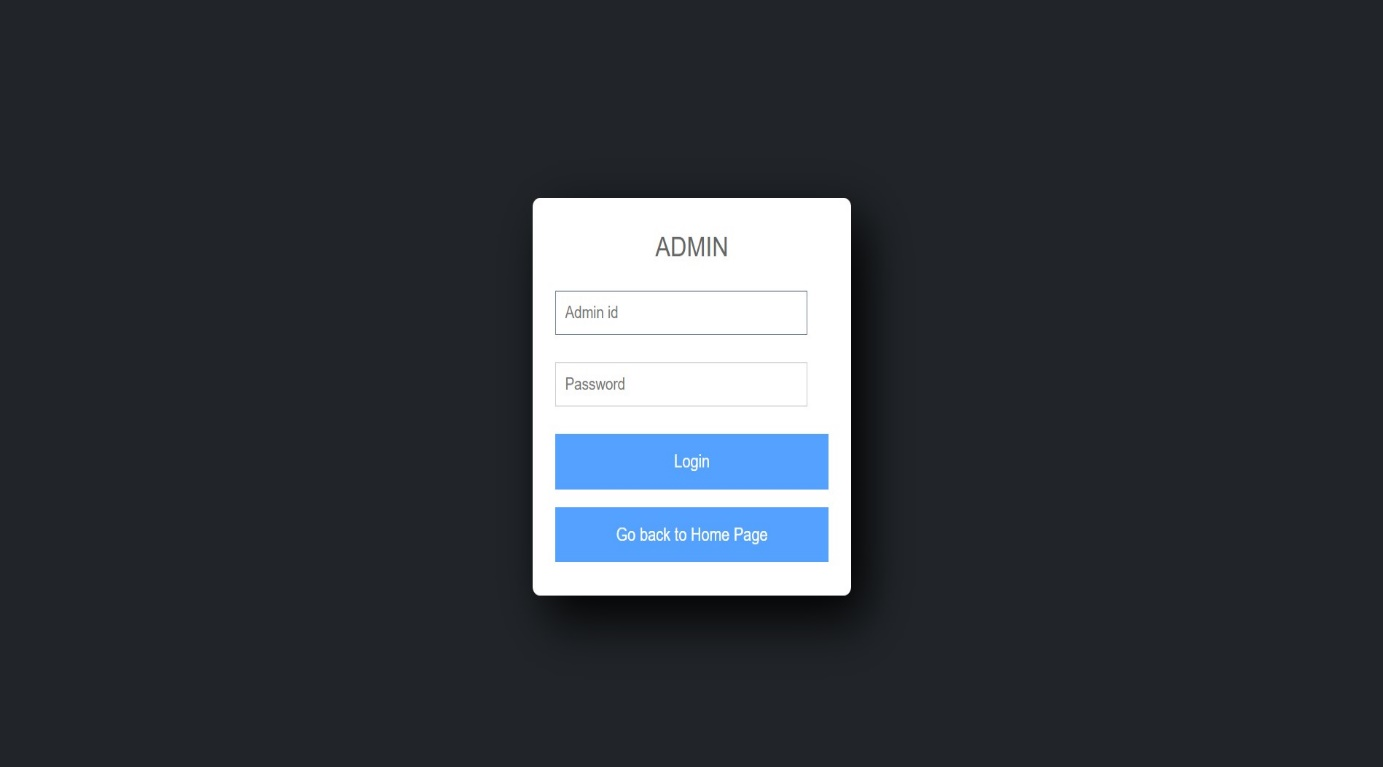 ADMIN
Admin id
Password
Login
Go back to Home Page